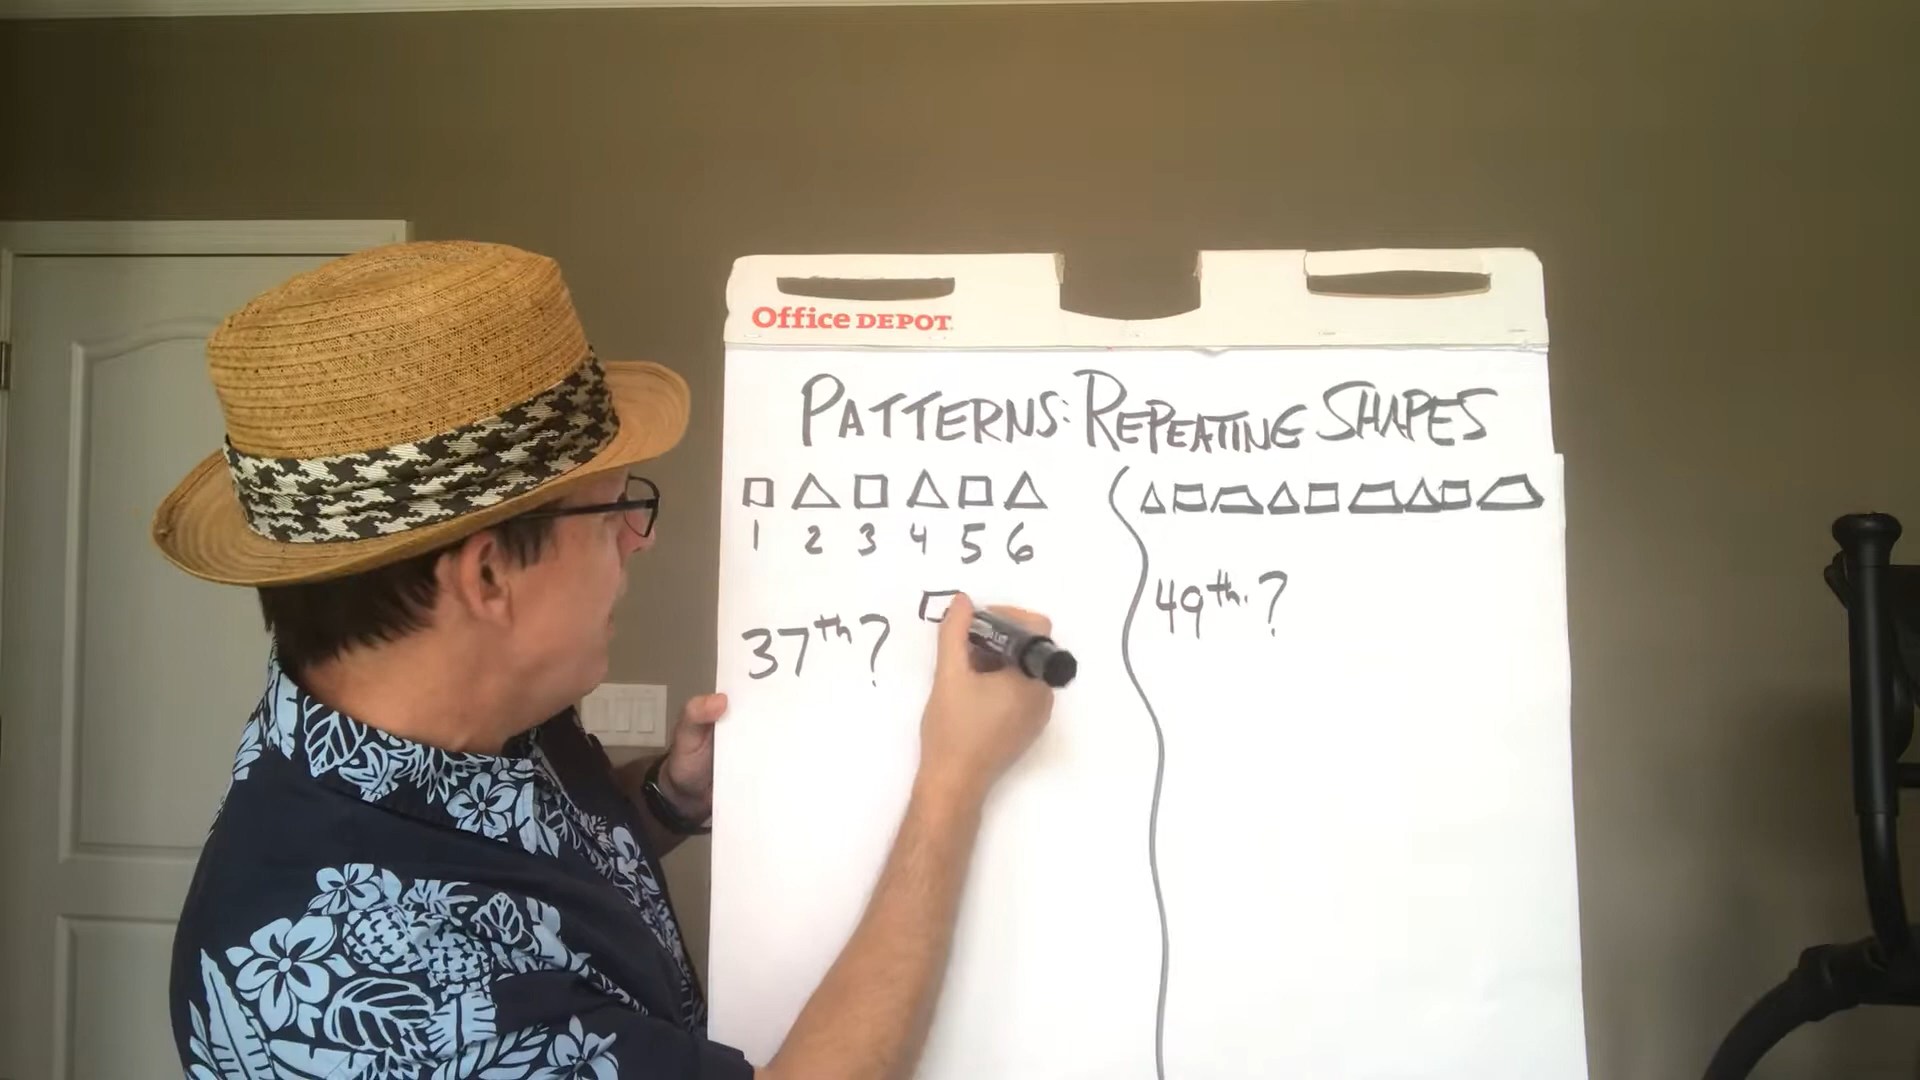 Office DEPOT
PATTERNS: REPEATING SHAPES
1 2 3 4 5 6
37th?
49th. ?